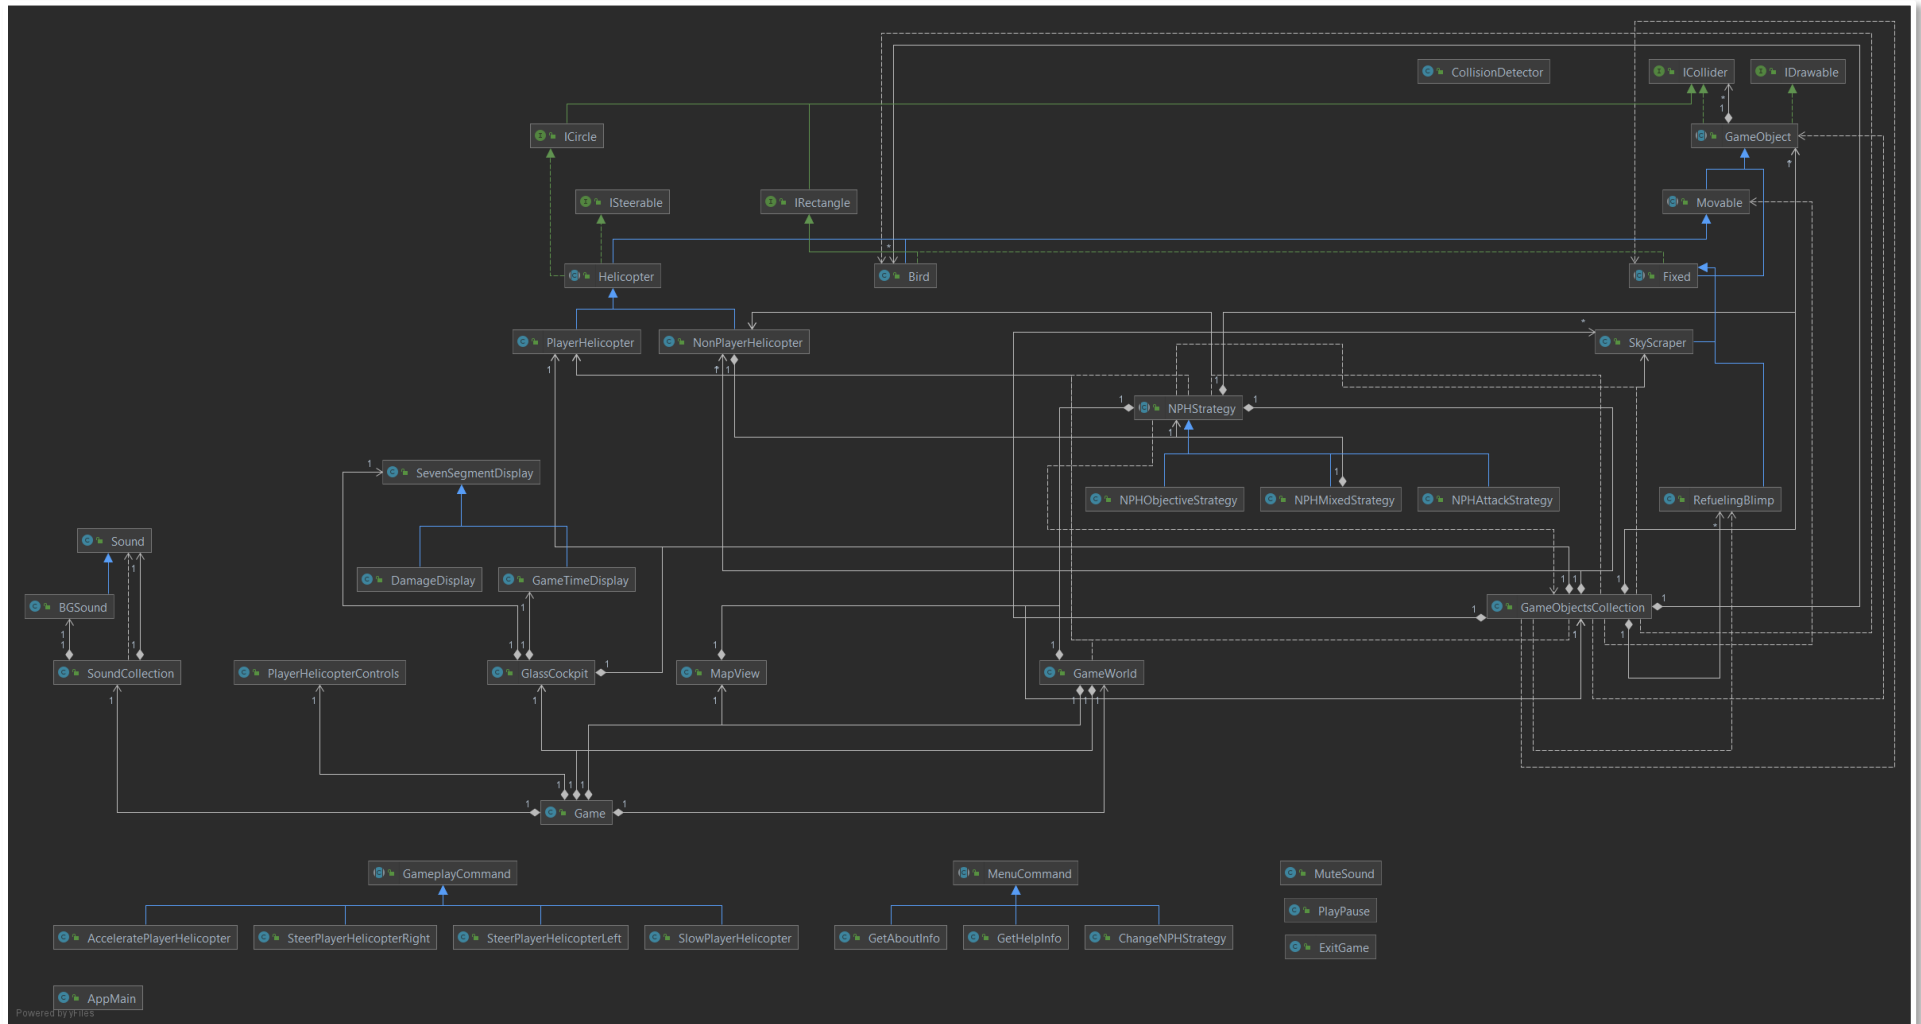 CollisionDetector
ICollider
IDrawable
ICircle
GameObject
ISteerable
IRectangle
Movable
Helicopter
Bird
Fixed
PlayerHelicopter
NonPlayerHelicopter
SkyScraper
NPHStrategy
SevenSegmentDisplay
NPHObjectiveStrategy
NPHMixedStrategy
NPHAttackStrategy
RefuelingBlimp
Sound
DamageDisplay
GameTimeDisplay
BGSound
GameObjectsCollection
SoundCollection
PlayerHelicopterControls
GlassCockpit
MapView
GameWorld
Game
GameplayCommand
MenuCommand
MuteSound
PlayPause
AcceleratePlayerHelicopter
SteerPlayerHelicopterRight
SteerPlayerHelicopterLeft
SlowPlayerHelicopter
GetAboutInfo
GetHelpInfo
ChangeNPHStrategy
ExitGame
AppMain
Powered by yFiles